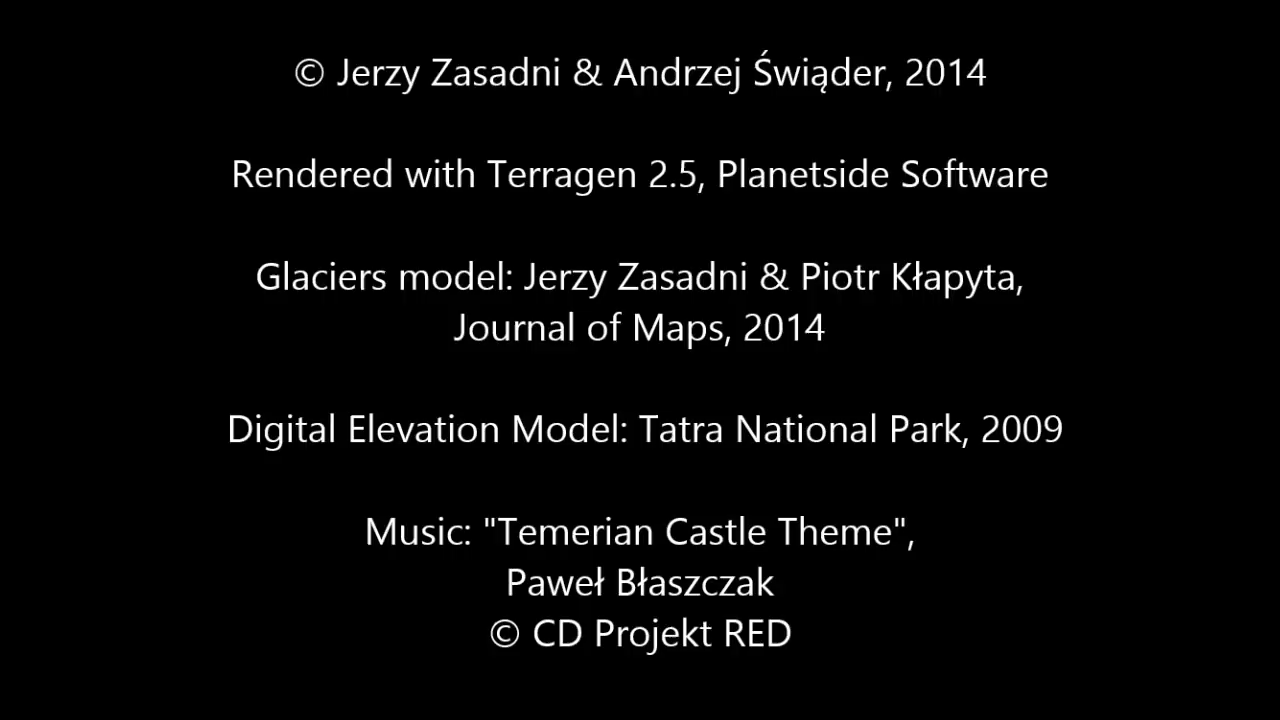 © Jerzy Zasadni & Andrzej Świąder, 2014
Rendered with Terragen 2.5, Planetside Software
Glaciers model: Jerzy Zasadni & Piotr Kłapyta,
Journal of Maps, 2014
Digital Elevation Model: Tatra National Park, 2009
Music: "Temerian Castle Theme",
Paweł Błaszczak
© CD Projekt RED